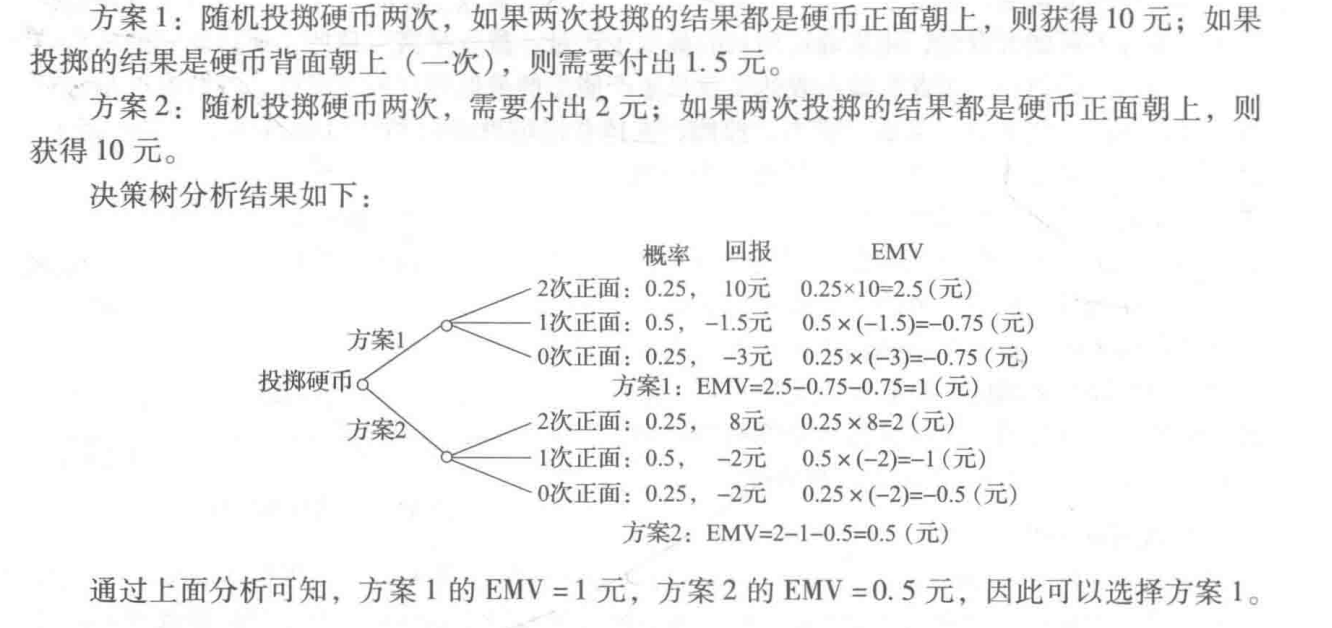 方案1：随机投掷硬币两次，如果两次投掷的结果都是硬币正面朝上，则获得10元；如果
投掷的结果是硬币背面朝上（一次），则需要付出1.5元。
方案2：随机投掷硬币两次，需要付出2元；如果两次投掷的结果都是硬币正面朝上，则
获得10元。
决策树分析结果如下：
概率 回报 EMV
2次正面：0.25， 10元 0.25×10=2.5（元）
1次正面：0.5， -1.5元 0.5×(-1.5)=-0.75（元）
方案1
0次正面：0.25， -3元 0.25×(-3)=-0.75（元）
投掷硬币
方案1：EMV=2.5-0.75-0.75=1（元）
方案2
2次正面：0.25， 8元 0.25×8=2（元）
1次正面：0.5， -2元 0.5×(-2)=-1（元）
0次正面：0.25， -2元 0.25×(-2)=-0.5（元）
方案2：EMV=2-1-0.5=0.5（元）
通过上面分析可知，方案1的EMV=1元，方案2的EMV=0.5元，因此可以选择方案1。